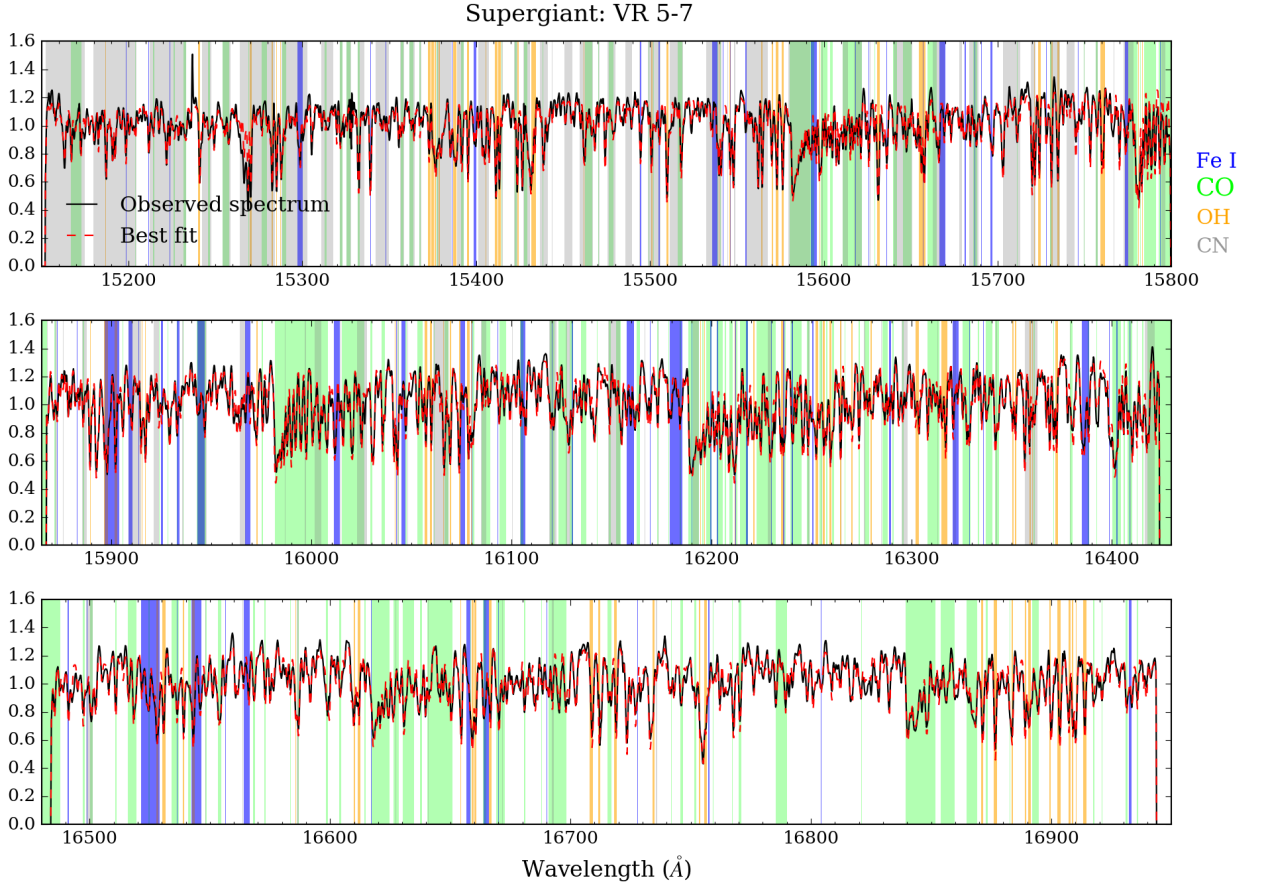 Supergiant: VR 5-7
1.6
1.4
1.2
1.0
0.8
0.6
0.4
0.2
0.0
Observed spectrum
Best fit
15200 15300 15400 15500 15600 15700 15800
Fe I
CO
OH
CN
1.6
1.4
1.2
1.0
0.8
0.6
0.4
0.2
0.0
15900 16000 16100 16200 16300 16400
1.6
1.4
1.2
1.0
0.8
0.6
0.4
0.2
0.0
16500 16600 16700 16800 16900
Wavelength (Å)